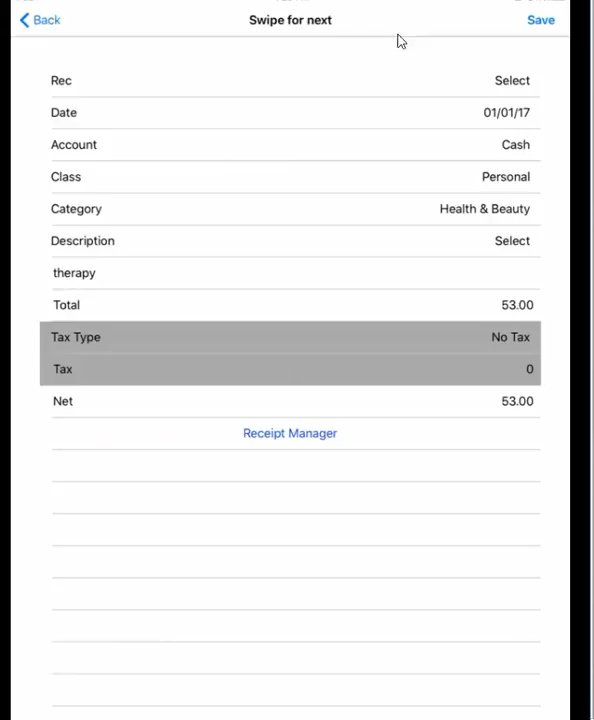 Back Swipe for next Save
Rec Select
Date 01/01/17
Account Cash
Class Personal
Category Health & Beauty
Description Select
therapy
Total 53.00
Tax Type No Tax
Tax 0
Net 53.00
Receipt Manager